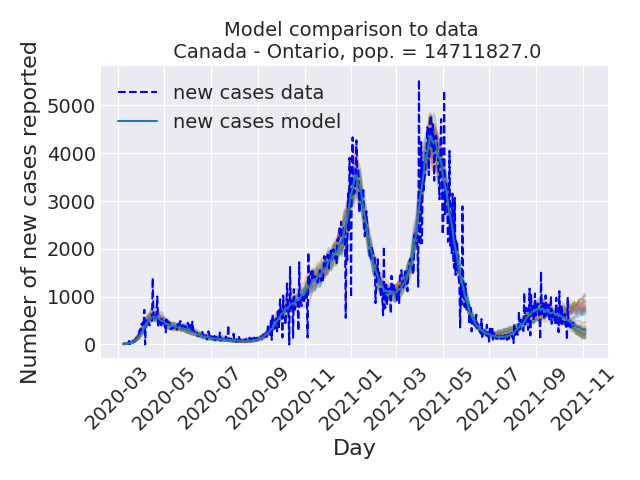 Model comparison to data
Canada - Ontario, pop. = 14711827.0
Number of new cases reported
5000
4000
3000
2000
1000
0
new cases data
new cases model
2020-03
2020-05
2020-07
2020-09
2020-11
2021-01
2021-03
2021-05
2021-07
2021-09
2021-11
Day